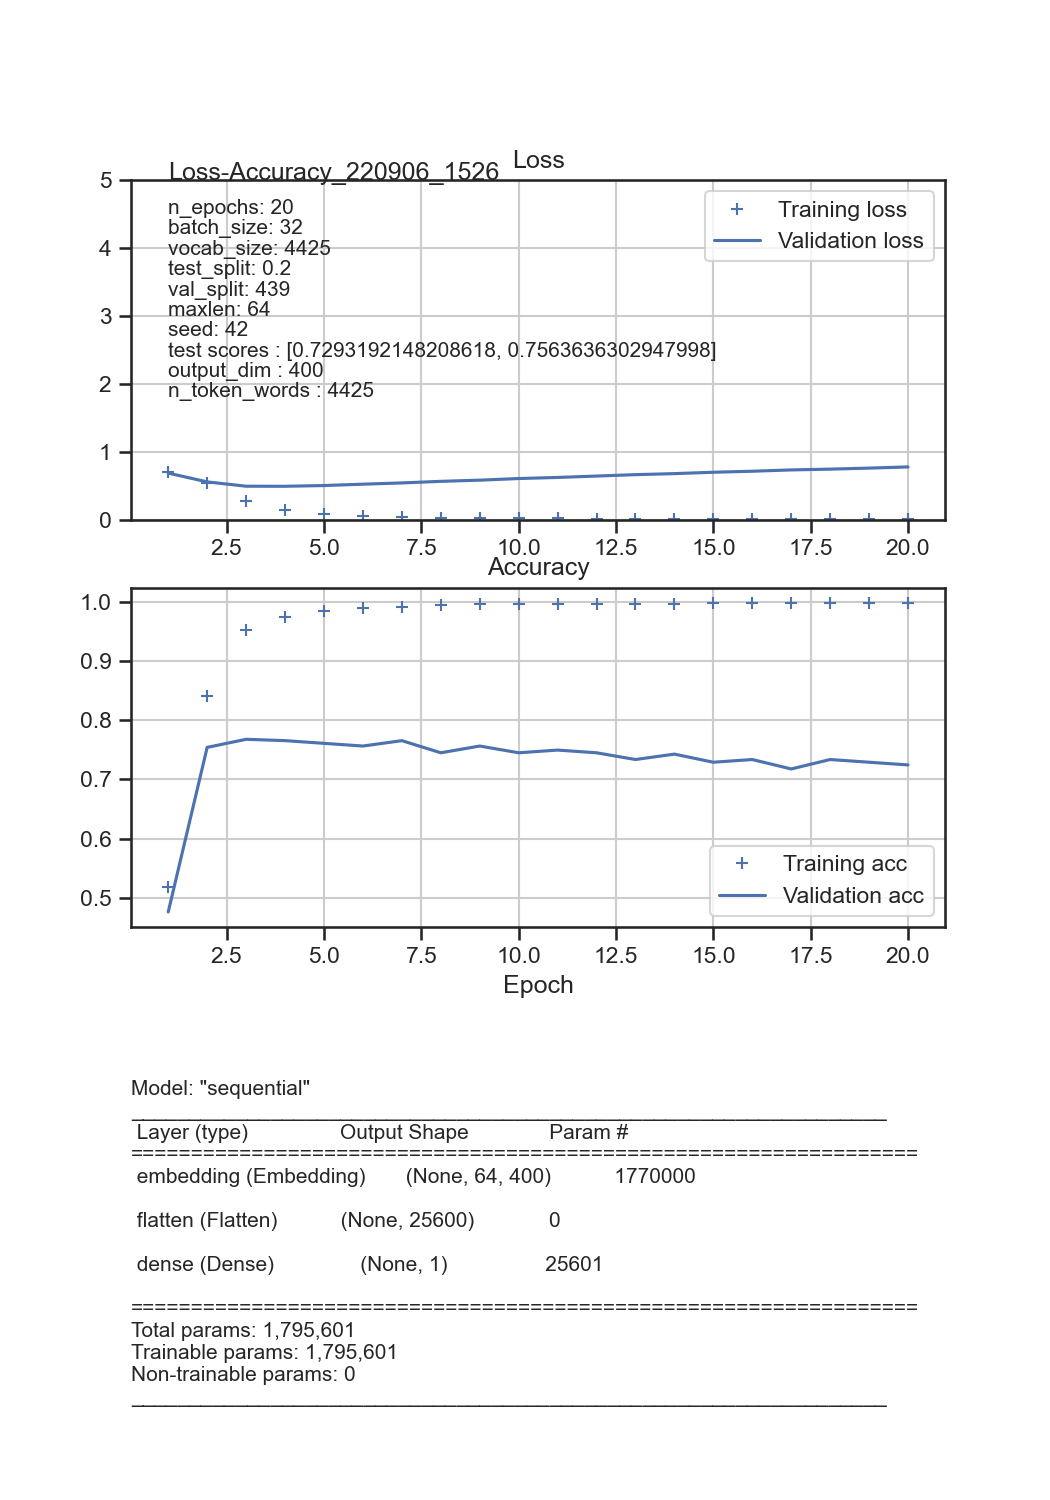 Loss
Loss-Accuracy_220906_1526
5
n_epochs: 20
batch_size: 32
vocab_size: 4425
test_split: 0.2
val_split: 439
maxlen: 64
seed: 42
test scores : [0.7293192148208618, 0.7563636302947998]
output_dim : 400
n_token_words : 4425
Training loss
Validation loss
4
3
2
1
0
2.5 5.0 7.5 10.0 12.5 15.0 17.5 20.0
Accuracy
1.0
0.9
0.8
0.7
0.6
0.5
Training acc
Validation acc
2.5 5.0 7.5 10.0 12.5 15.0 17.5 20.0
Epoch
Model: "sequential"
_________________________________________________________________
Layer (type) Output Shape Param #
=================================================================
embedding (Embedding) (None, 64, 400) 1770000
flatten (Flatten) (None, 25600) 0
dense (Dense) (None, 1) 25601
=================================================================
Total params: 1,795,601
Trainable params: 1,795,601
Non-trainable params: 0
_________________________________________________________________